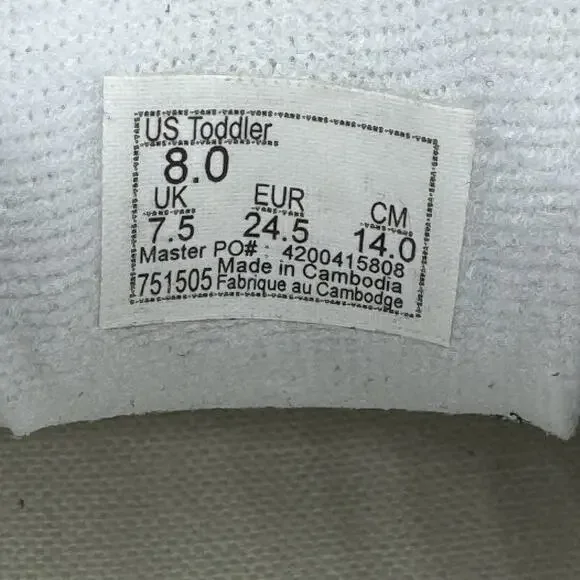 US Toddler
8.0
UK EUR CM
7.5 24.5 14.0
Master PO# : 4200415808
751505 Made in Cambodia
Fabrique au Cambodge